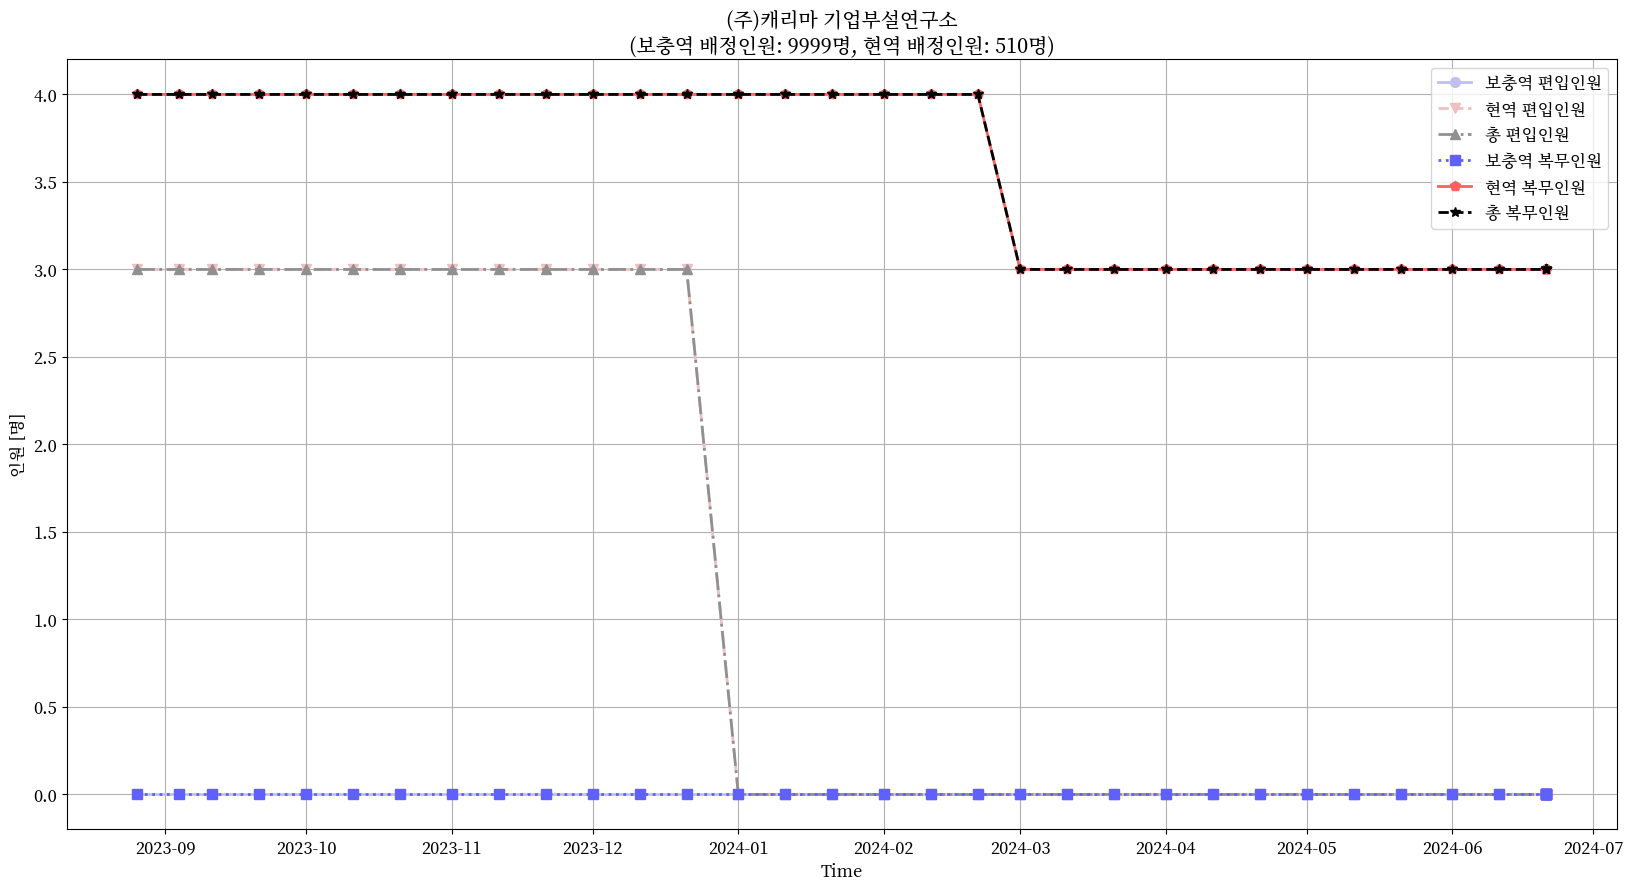 (주)캐리마 기업부설연구소
(보충역 배정인원: 9999명, 현역 배정인원: 510명)
보충역 편입인원
현역 편입인원
총 편입인원
보충역 복무인원
현역 복무인원
총 복무인원
인원 [명]
4.0
3.5
3.0
2.5
2.0
1.5
1.0
0.5
0.0
2023-09 2023-10 2023-11 2023-12 2024-01 2024-02 2024-03 2024-04 2024-05 2024-06 2024-07
Time